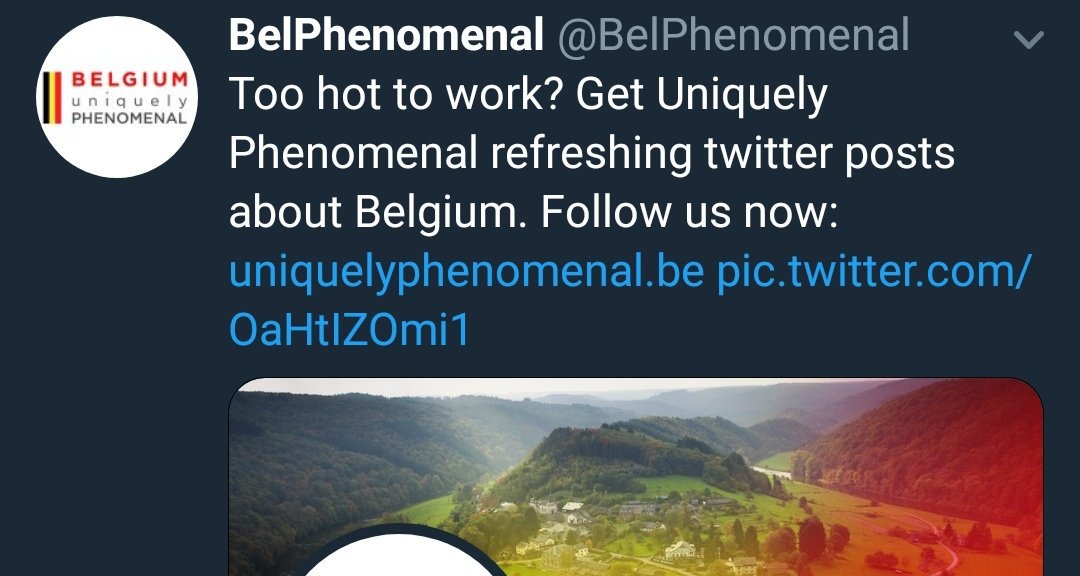 BelPhenomenal @BelPhenomenal
BELGIUM
uniquely
PHENOMENAL
Too hot to work? Get Uniquely
Phenomenal refreshing twitter posts
about Belgium. Follow us now:
uniquelyphenomenal.be pic.twitter.com/
OaHtIZOmi1